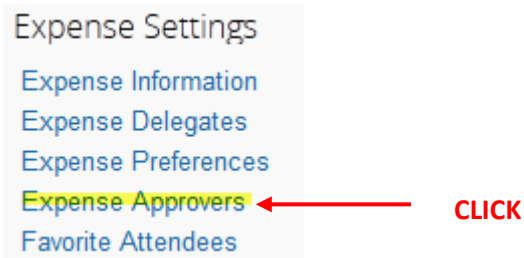 Expense Settings
Expense Information
Expense Delegates
Expense Preferences
Expense Approvers
CLICK
Favorite Attendees